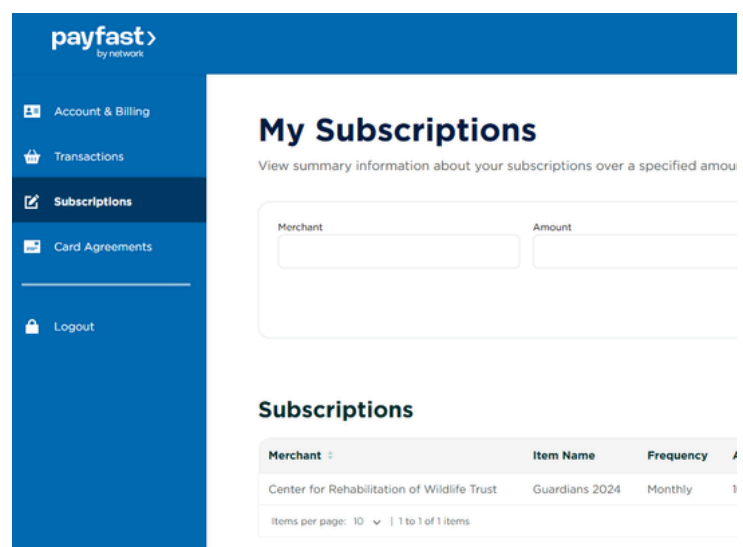 payfast
by network
Account & Billing
Transactions
Subscriptions
Card Agreements
Logout
My Subscriptions
View summary information about your subscriptions over a specified
Merchant
Amount
Subscriptions
Merchant Item Name Frequency
Center for Rehabilitation of Wildlife Trust Guardians 2024 Monthly
Items per page: 10 | 1 to 1 of 1 items